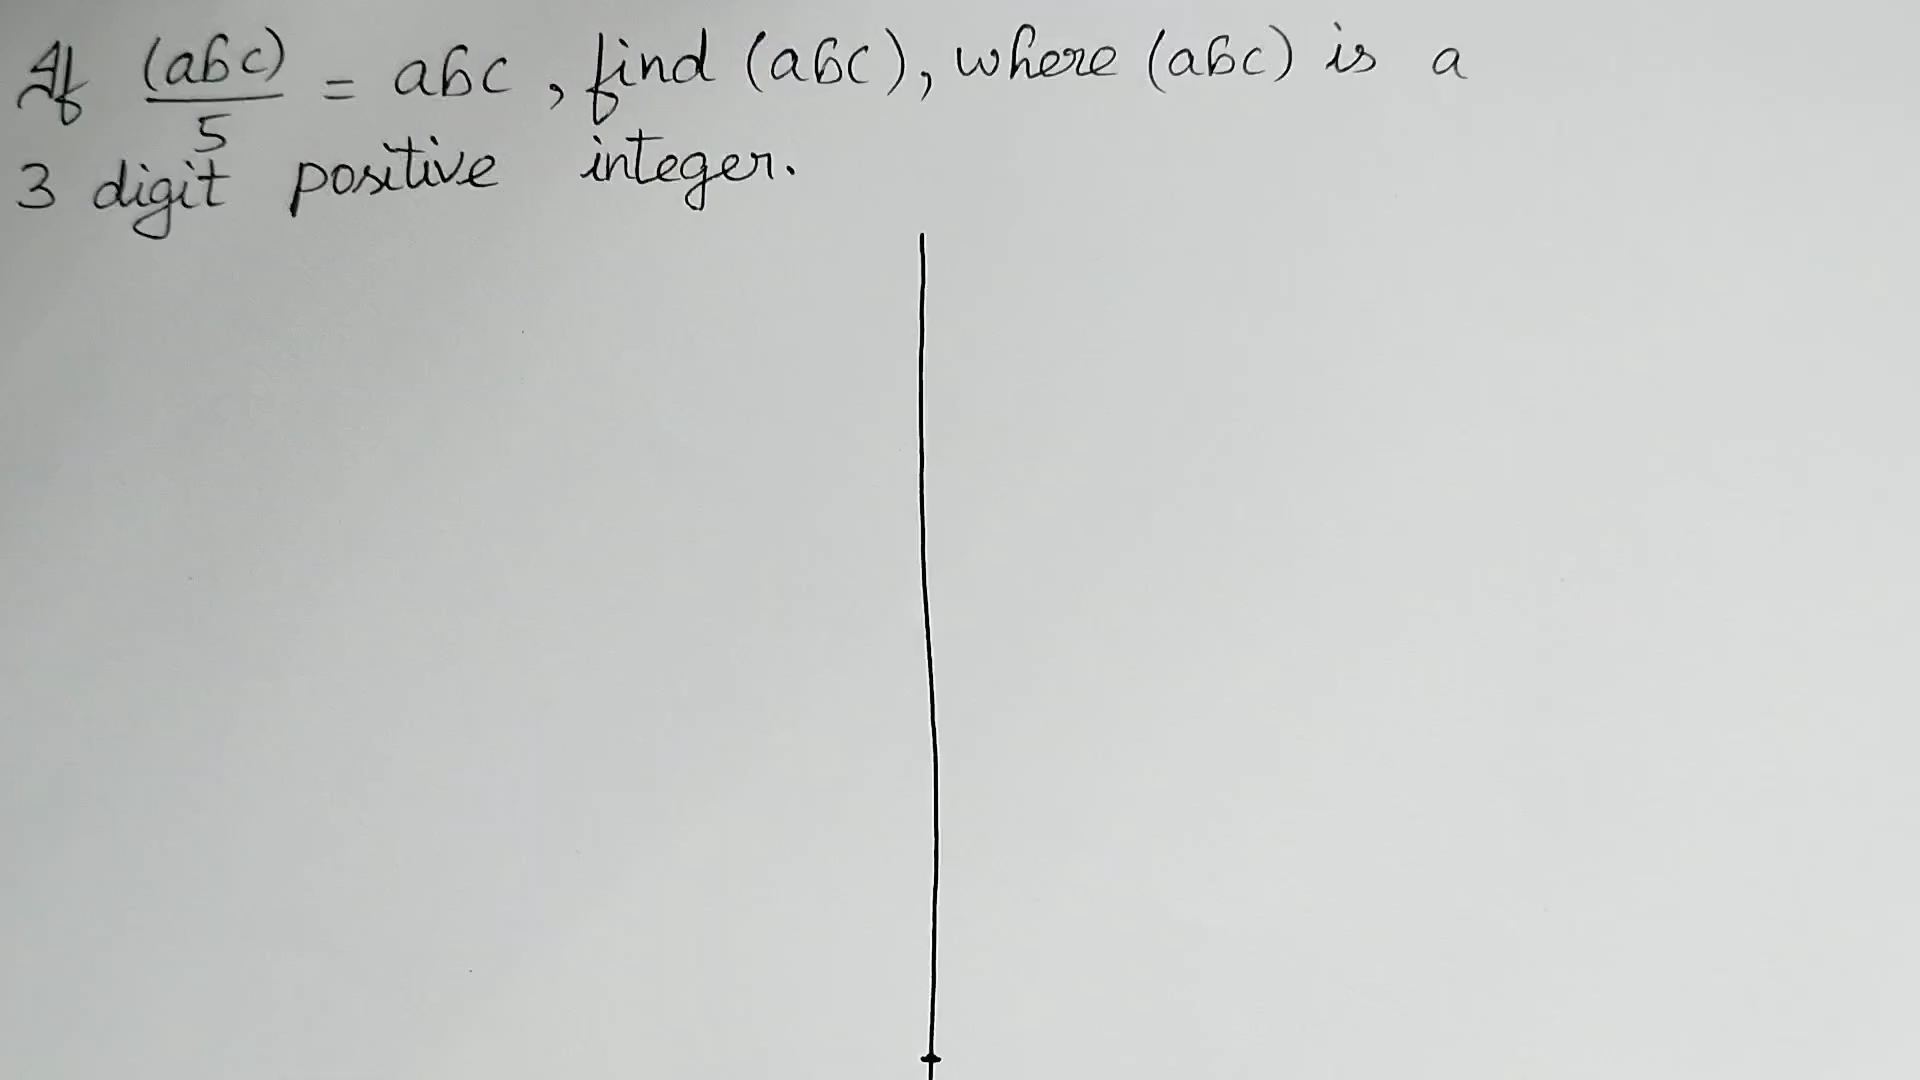 If (abc)/5 = abc, find (abc), where (abc) is a
3 digit positive integer.